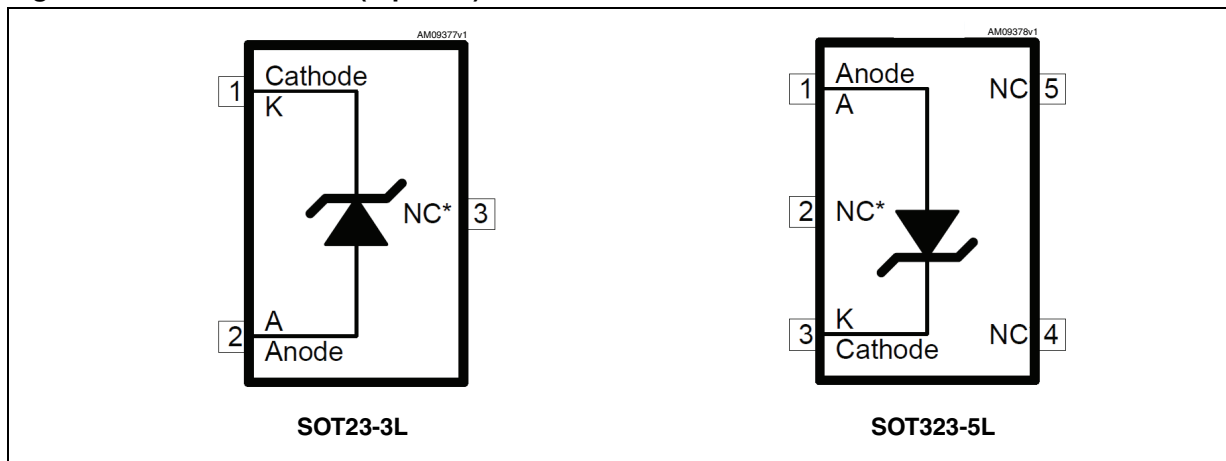 AM09377v1
1
Cathode
K
NC*
3
2
A
Anode
SOT23-3L
AM09378v1
1
Anode
A
NC
5
2
NC*
3
K
Cathode
NC
4
SOT323-5L